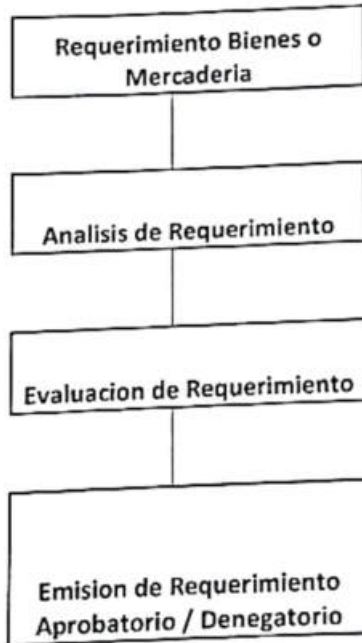 Requerimiento Bienes o
Mercaderia
Analisis de Requerimiento
Evaluacion de Requerimiento
Emision de Requerimiento
Aprobatorio / Denegatorio